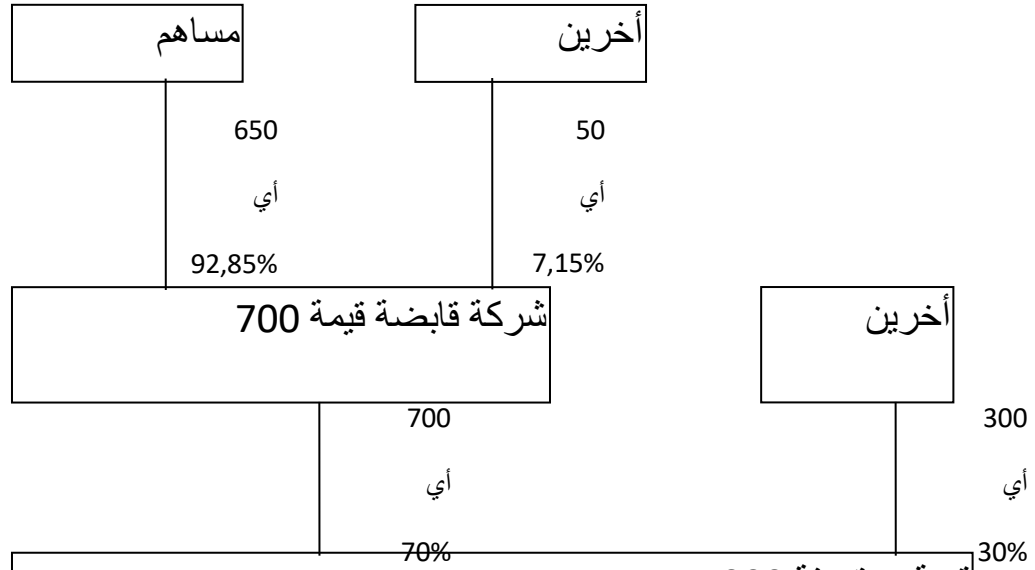 مساهم
أخرين
650
50
أي
أي
92,85%
7,15%
شركة قابضة قيمة 700
أخرين
700
300
أي
أي
70%
30%